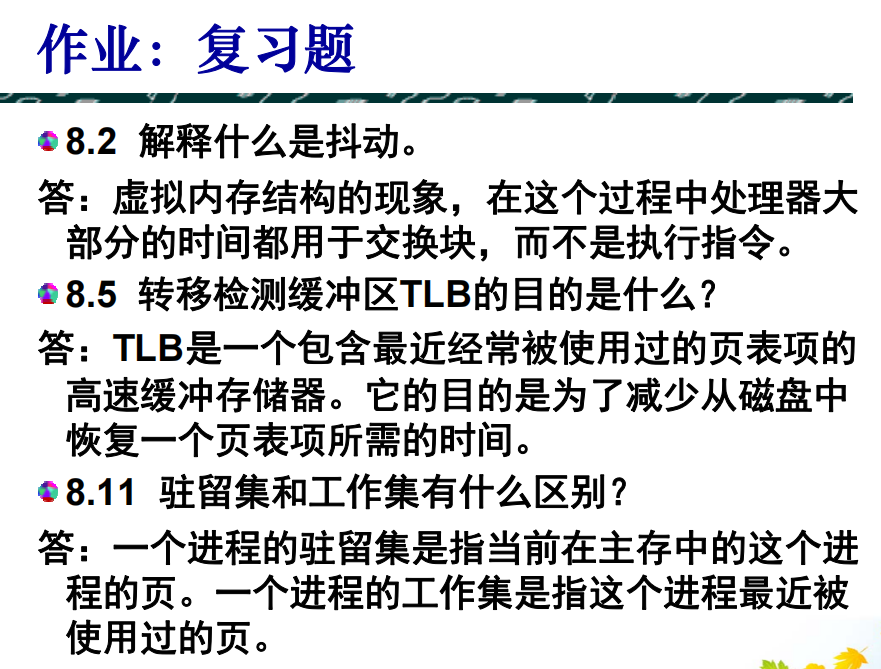 作业：复习题
8.2 解释什么是抖动。
答：虚拟内存结构的现象，在这个过程中处理器大
部分的时间都用于交换块，而不是执行指令。
8.5 转移检测缓冲区TLB的目的是什么？
答：TLB是一个包含最近经常被使用过的页表项的
高速缓冲存储器。它的目的是为了减少从磁盘中
恢复一个页表项所需的时间。
8.11 驻留集和工作集有什么区别？
答：一个进程的驻留集是指当前在主存中的这个进
程的页。一个进程的工作集是指这个进程最近被
使用过的页。